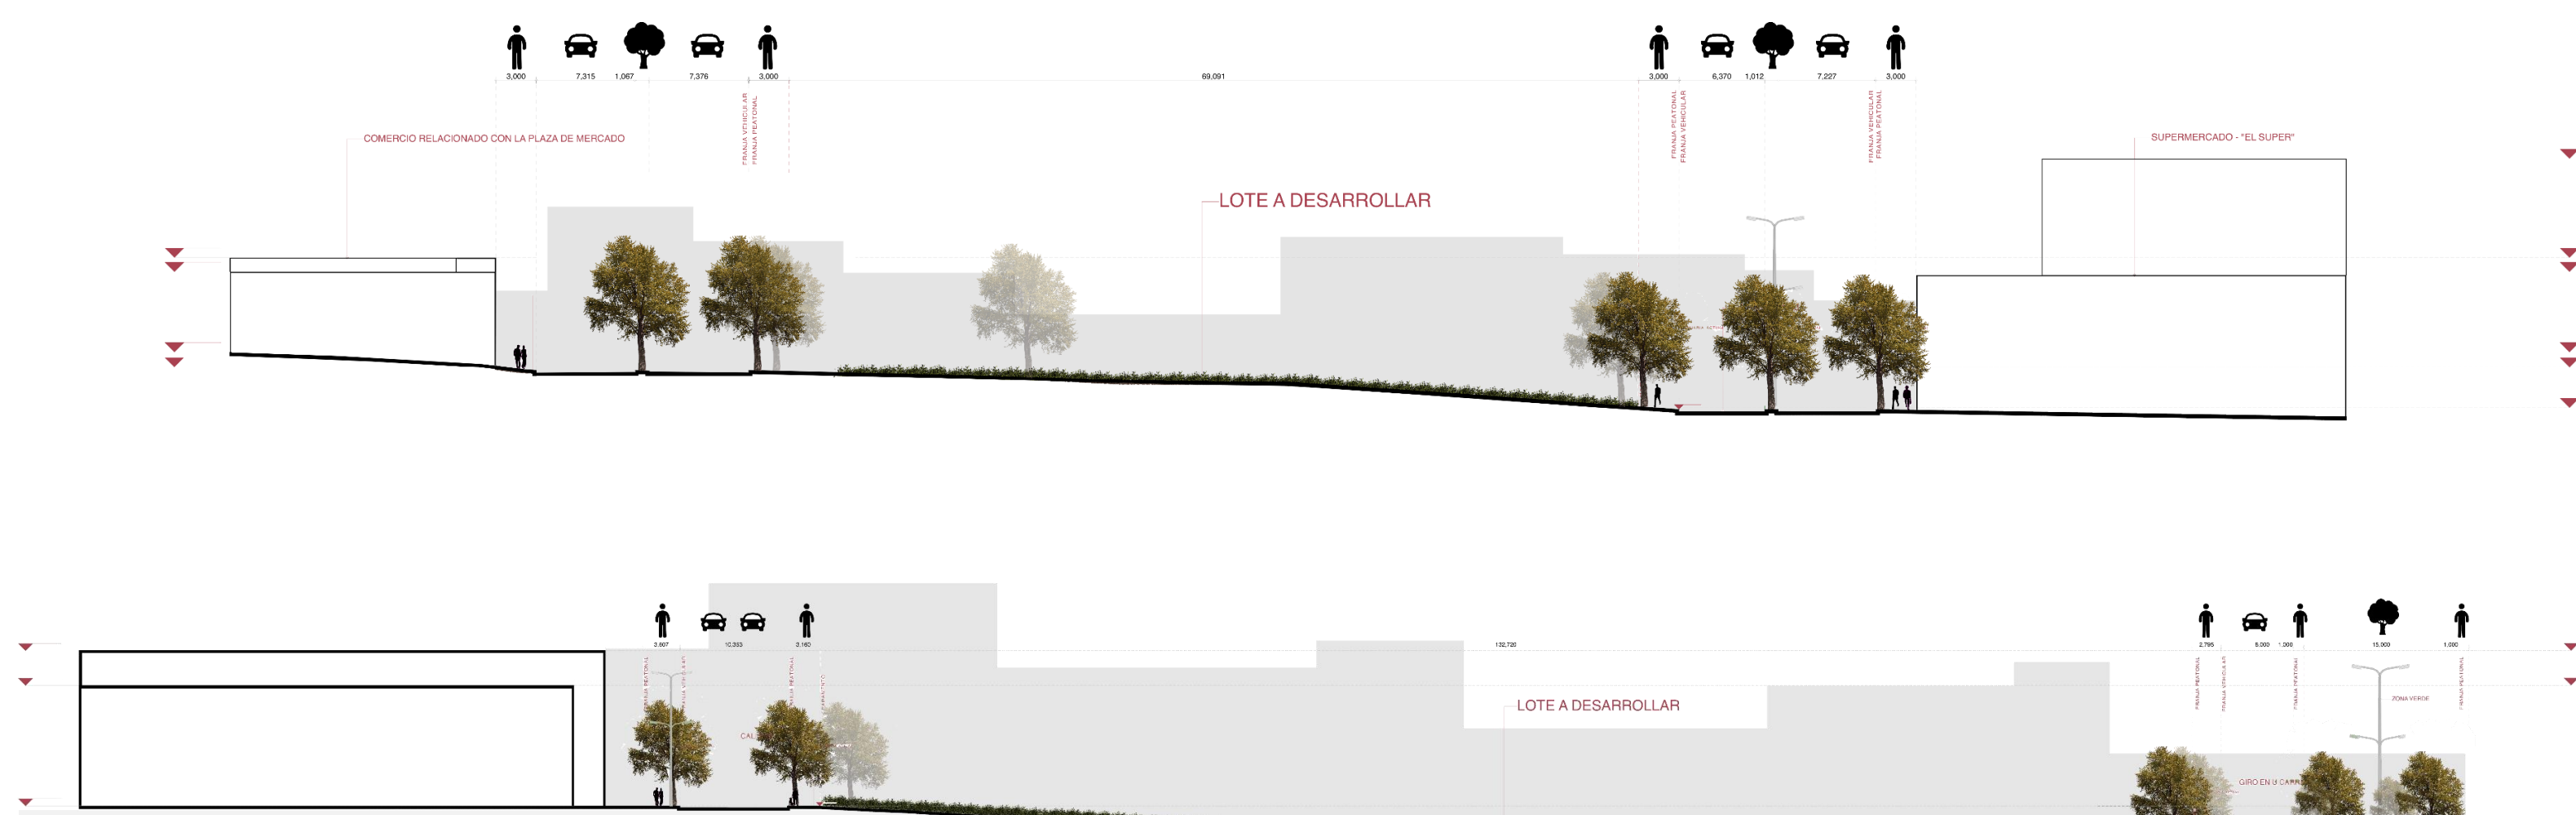 3,000 7,315 1,067 7,376 3,000 69,091 3,000 6,370 1,012 7,227 3,000
FRANJA VEHICULAR
FRANJA PEATONAL
FRANJA PEATONAL
FRANJA VEHICULAR
FRANJA VEHICULAR
FRANJA PEATONAL
COMERCIO RELACIONADO CON LA PLAZA DE MERCADO
SUPERMERCADO - "EL SUPER"
LOTE A DESARROLLAR
10,353 3,160 132,720 2,795 1,000 15,000 1,000
FRANJA PEATONAL
FRANJA VEHICULAR
FRANJA PEATONAL
FRANJA PEATONAL
FRANJA VEHICULAR
FRANJA PEATONAL
FRANJA PEATONAL
ZONA VERDE
LOTE A DESARROLLAR
GIRO EN U